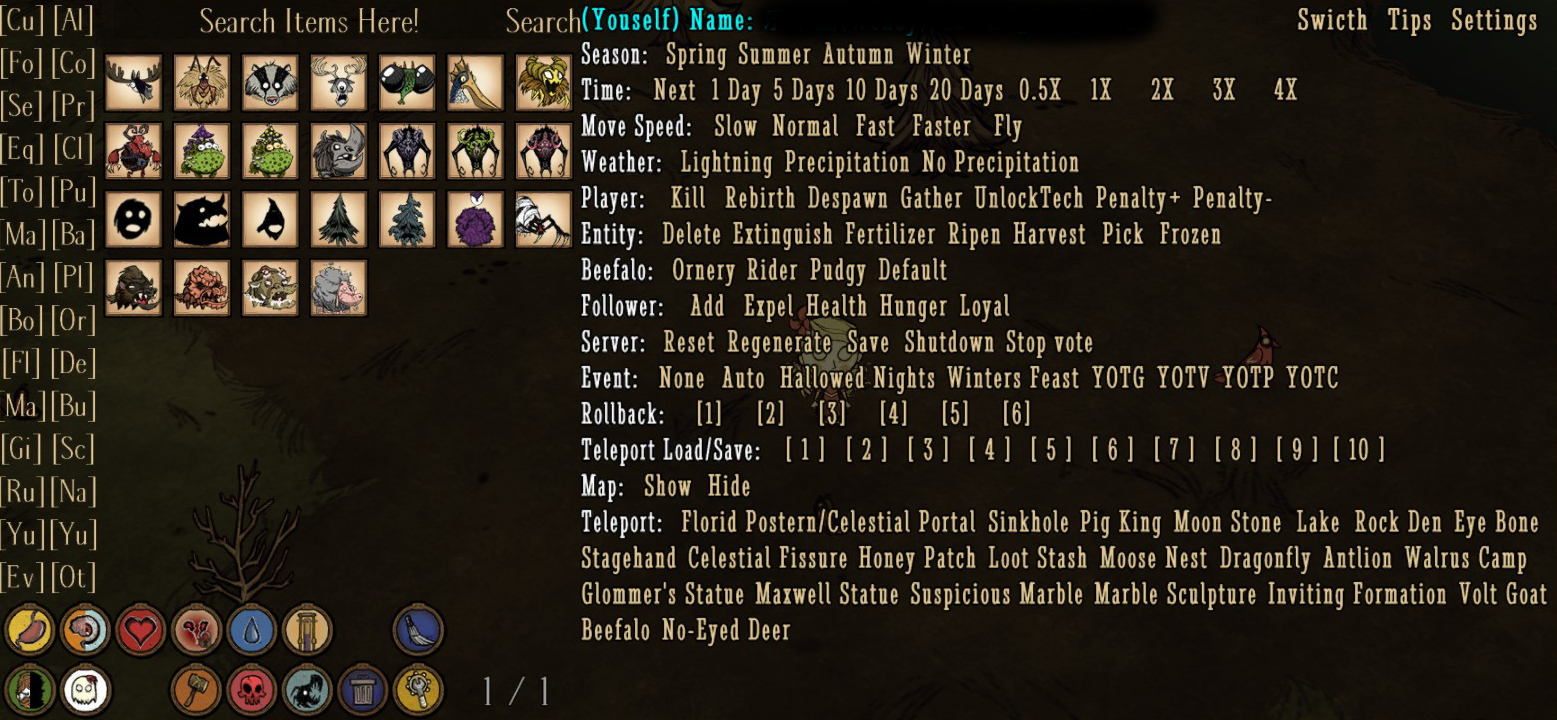 [Cu] [Al]
[Fo] [Co]
[Se] [Pr]
[Eq] [Cl]
[To] [Pu]
[Ma] [Ba]
[An] [Pl]
[Bo] [Or]
[Fl] [De]
[Ma] [Bu]
[Gi] [Sc]
[Ru] [Na]
[Yu] [Yu]
[Ev] [Ot]
Search Items Here! Search
1 / 1
(Youself) Name:
Swicth Tips Settings
Season: Spring Summer Autumn Winter
Time: Next 1 Day 5 Days 10 Days 20 Days 0.5X 1X 2X 3X 4X
Move Speed: Slow Normal Fast Faster Fly
Weather: Lightning Precipitation No Precipitation
Player: Kill Rebirth Despawn Gather UnlockTech Penalty+ Penalty-
Entity: Delete Extinguish Fertilizer Ripen Harvest Pick Frozen
Beefalo: Ornery Rider Pudgy Default
Follower: Add Expel Health Hunger Loyal
Server: Reset Regenerate Save Shutdown Stop vote
Event: None Auto Hallowed Nights Winters Feast YOTG YOTV YOTP YOTC
Rollback: [1] [2] [3] [4] [5] [6]
Teleport Load/Save: [ 1 ] [ 2 ] [ 3 ] [ 4 ] [ 5 ] [ 6 ] [ 7 ] [ 8 ] [ 9 ] [ 10 ]
Map: Show Hide
Teleport: Florid Postern/Celestial Portal Sinkhole Pig King Moon Stone Lake Rock Den Eye Bone
Stagehand Celestial Fissure Honey Patch Loot Stash Moose Nest Dragonfly Antlion Walrus Camp
Glommer's Statue Maxwell Statue Suspicious Marble Marble Sculpture Inviting Formation Volt Goat
Beefalo No-Eyed Deer